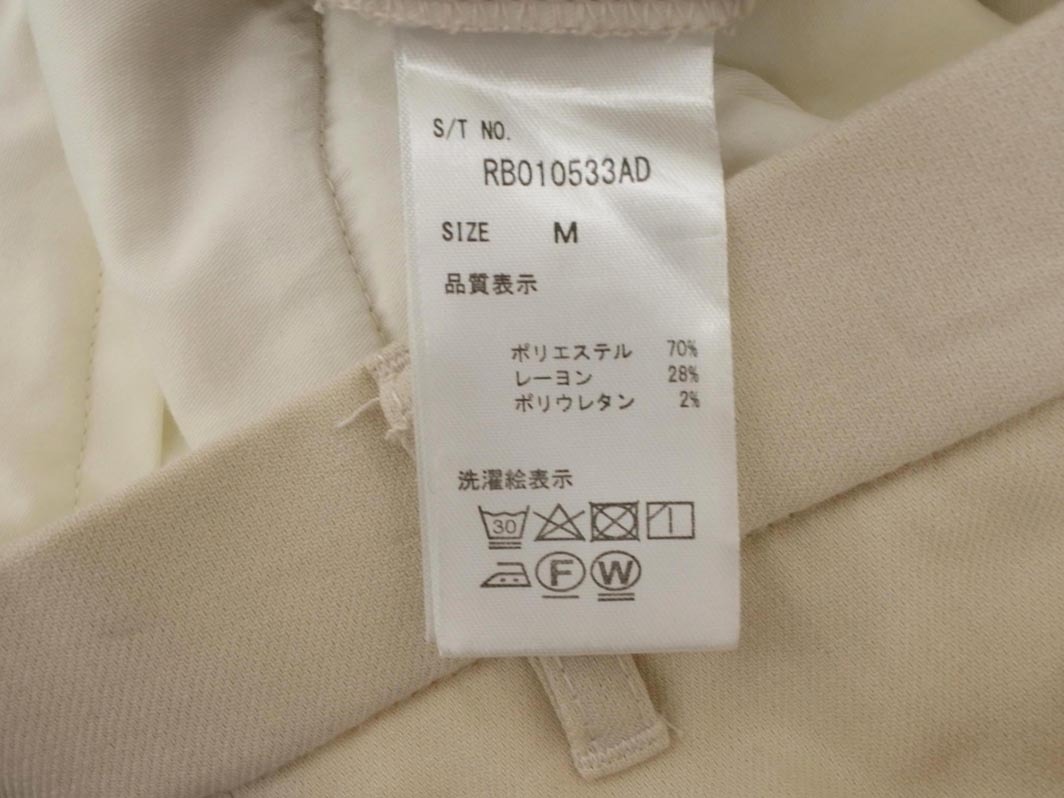 S/T NO.
RB010533AD
SIZE M
品質表示
ポリエステル 70%
レーヨン 28%
ポリウレタン 2%
洗濯絵表示
30
F W